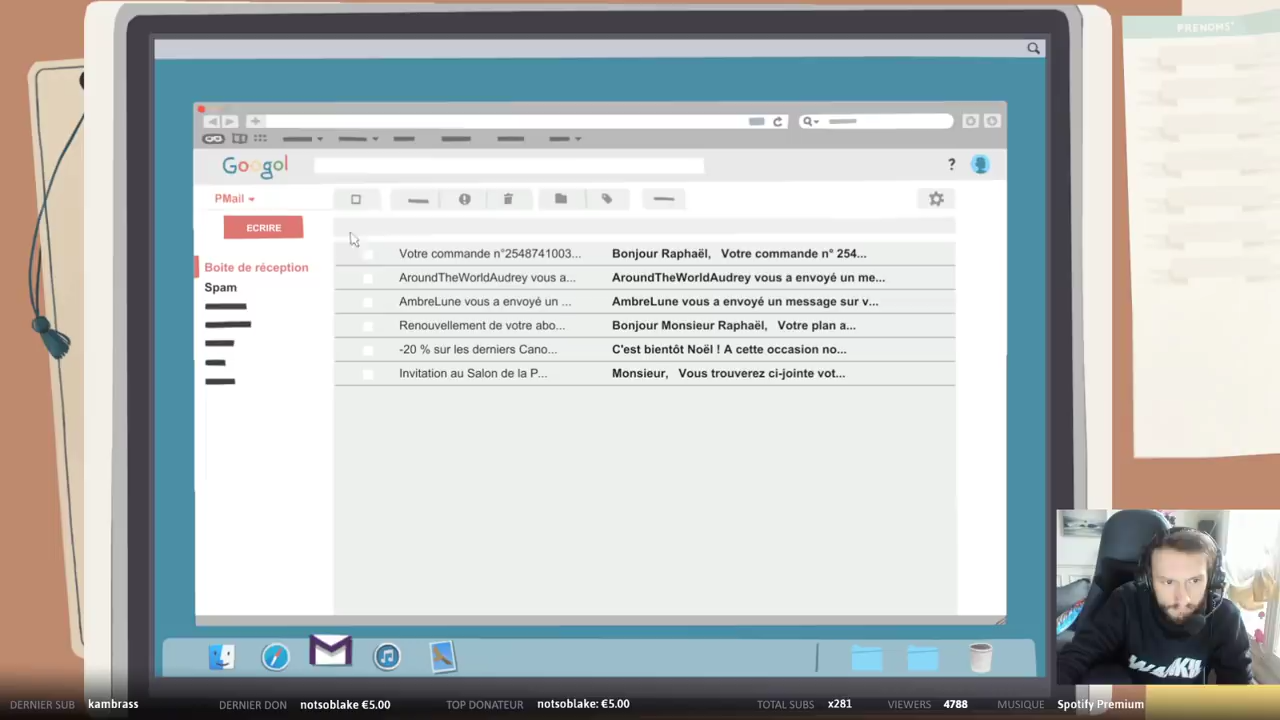 PRENOMS*
Googol
?
PMail
ECRIRE
Boite de réception
Spam
Votre commande n°2548741003... Bonjour Raphaël, Votre commande n° 254...
AroundTheWorldAudrey vous a... AroundTheWorldAudrey vous a envoyé un me...
AmbreLune vous a envoyé un ... AmbreLune vous a envoyé un message sur v...
Renouvellement de votre abo... Bonjour Monsieur Raphaël, Votre plan a...
-20 % sur les derniers Cano... C'est bientôt Noël ! A cette occasion no...
Invitation au Salon de la P... Monsieur, Vous trouverez ci-jointe vot...
DERNIER SUB kambrass DERNIER DON notsoblake €5.00 TOP DONATEUR notsoblake: €5.00 TOTAL SUBS x281 VIEWERS 4788 MUSIQUE Spotify Premium